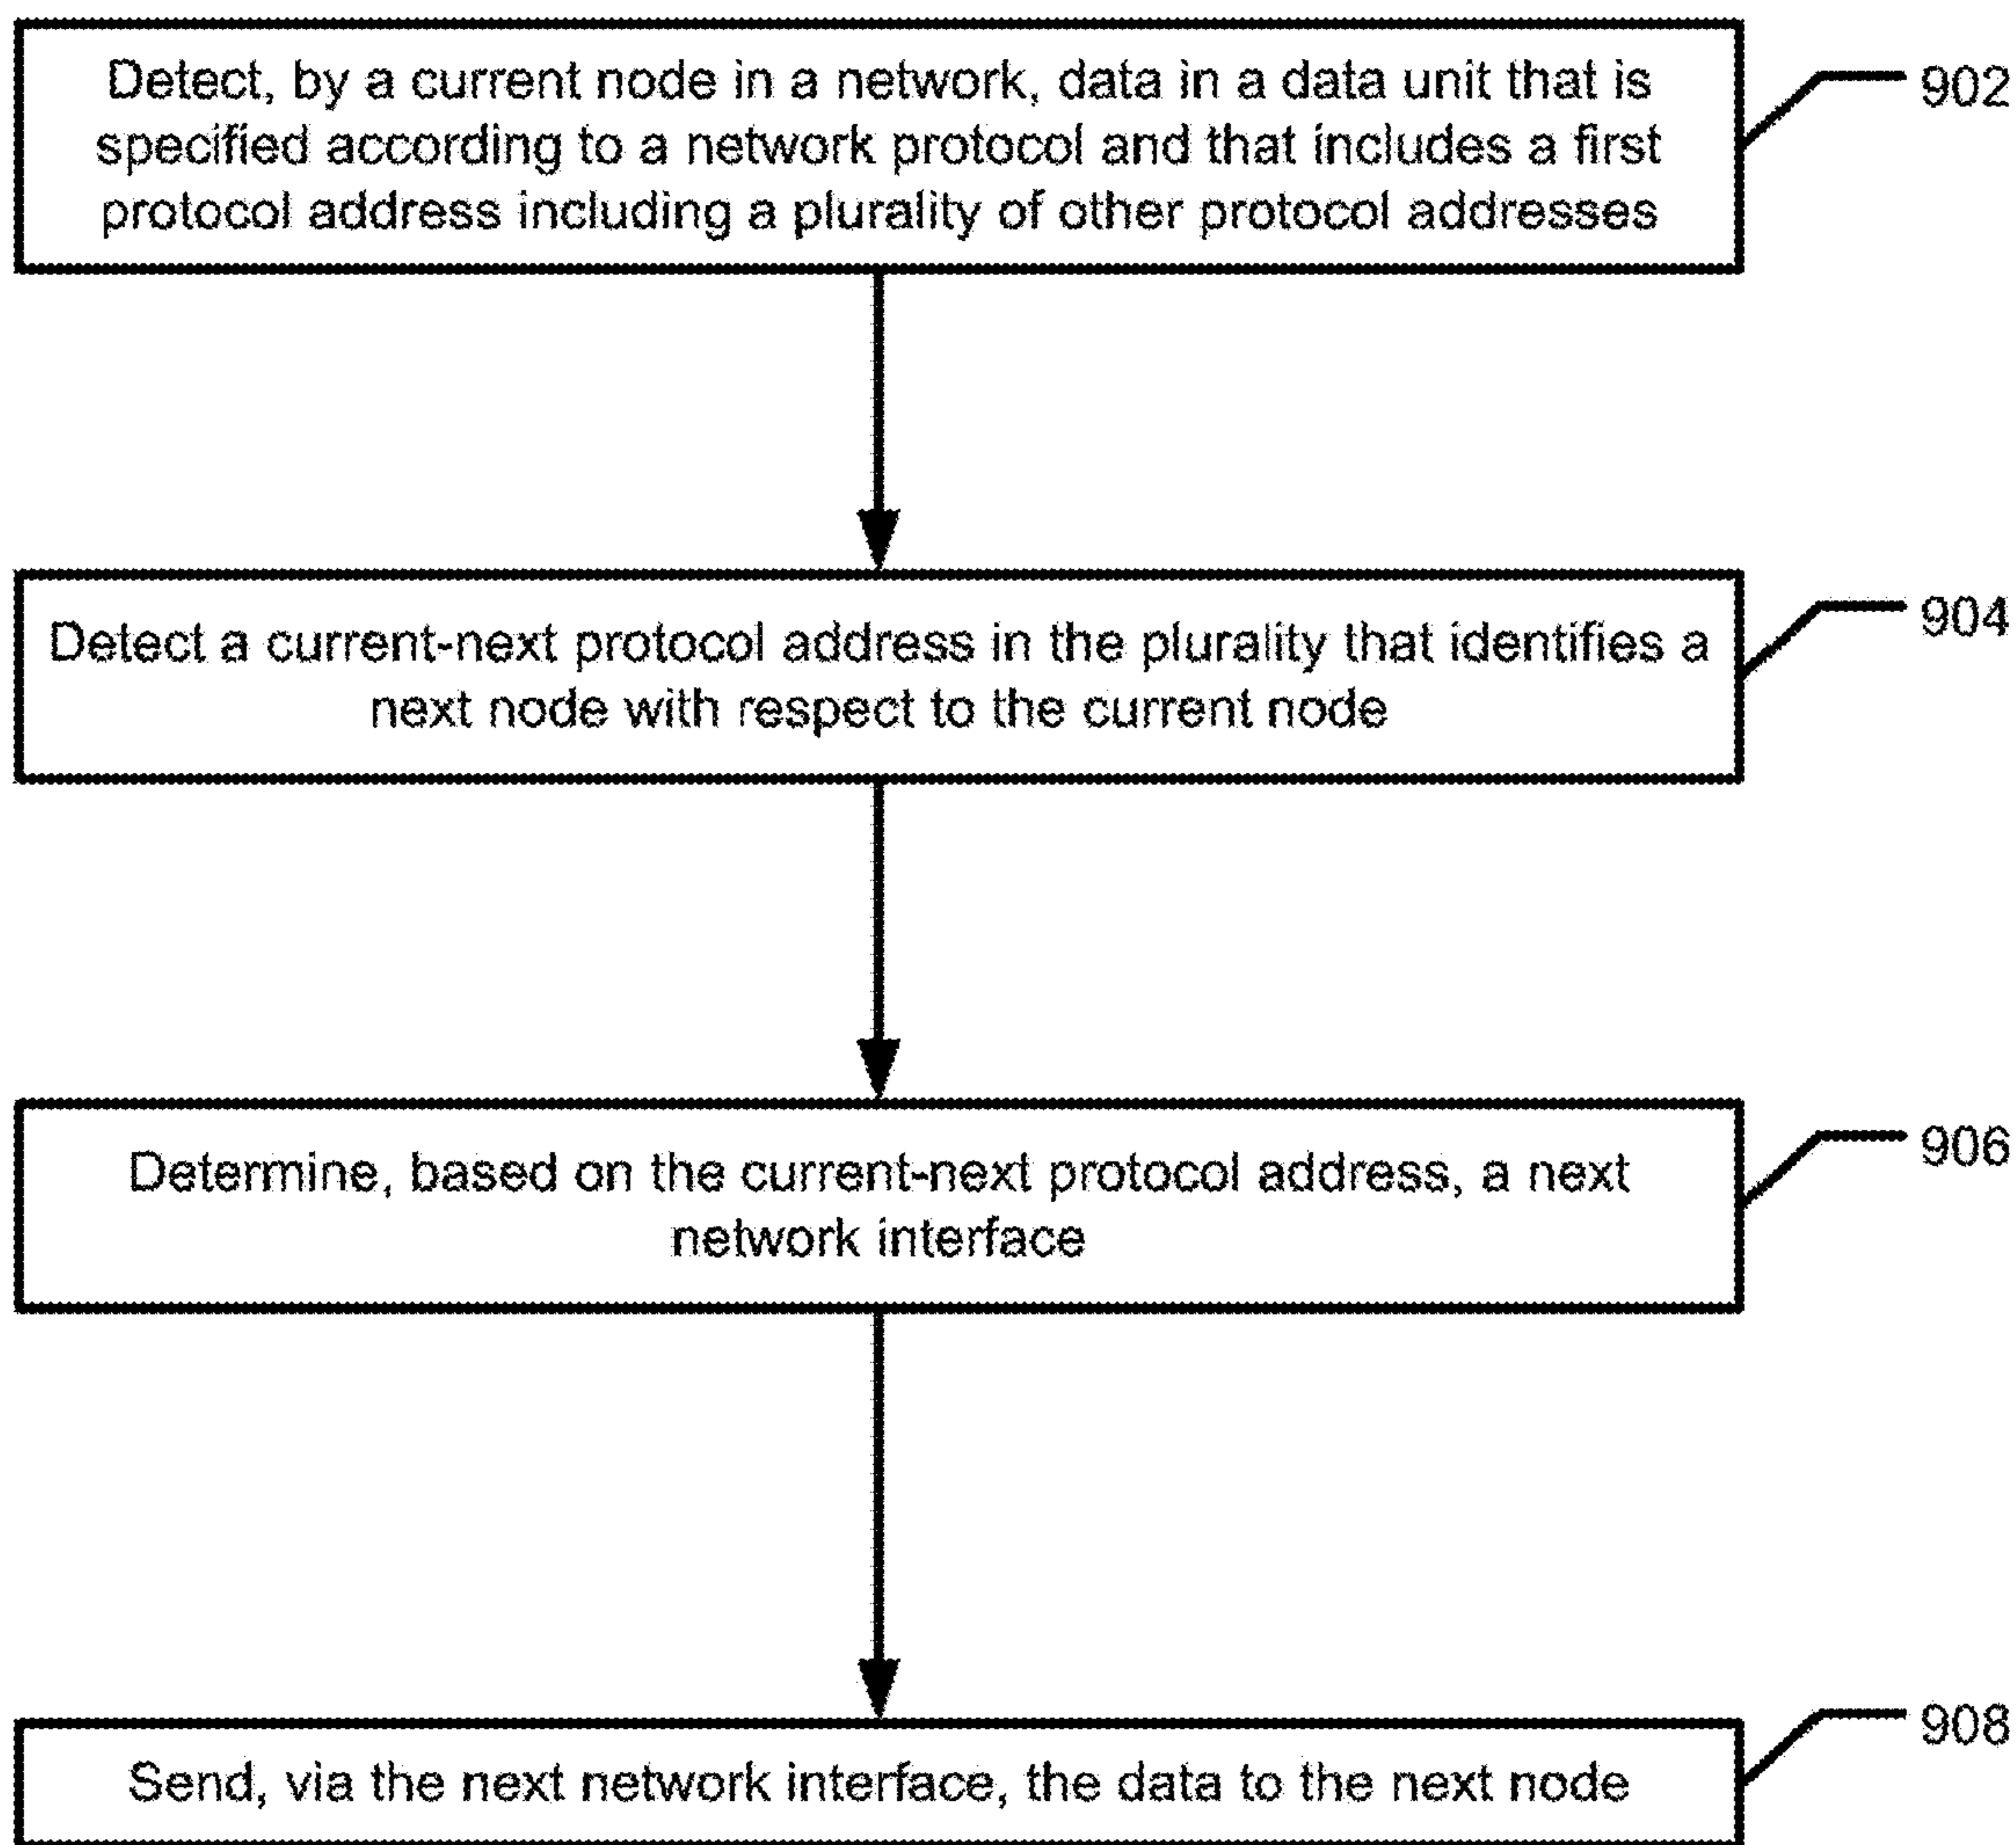 Detect, by a current node in a network, data in a data unit that is
specified according to a network protocol and that includes a first
protocol address including a plurality of other protocol addresses
902
Detect a current-next protocol address in the plurality that identifies a
next node with respect to the current node
904
Determine, based on the current-next protocol address, a next
network interface
906
Send, via the next network interface, the data to the next node
908